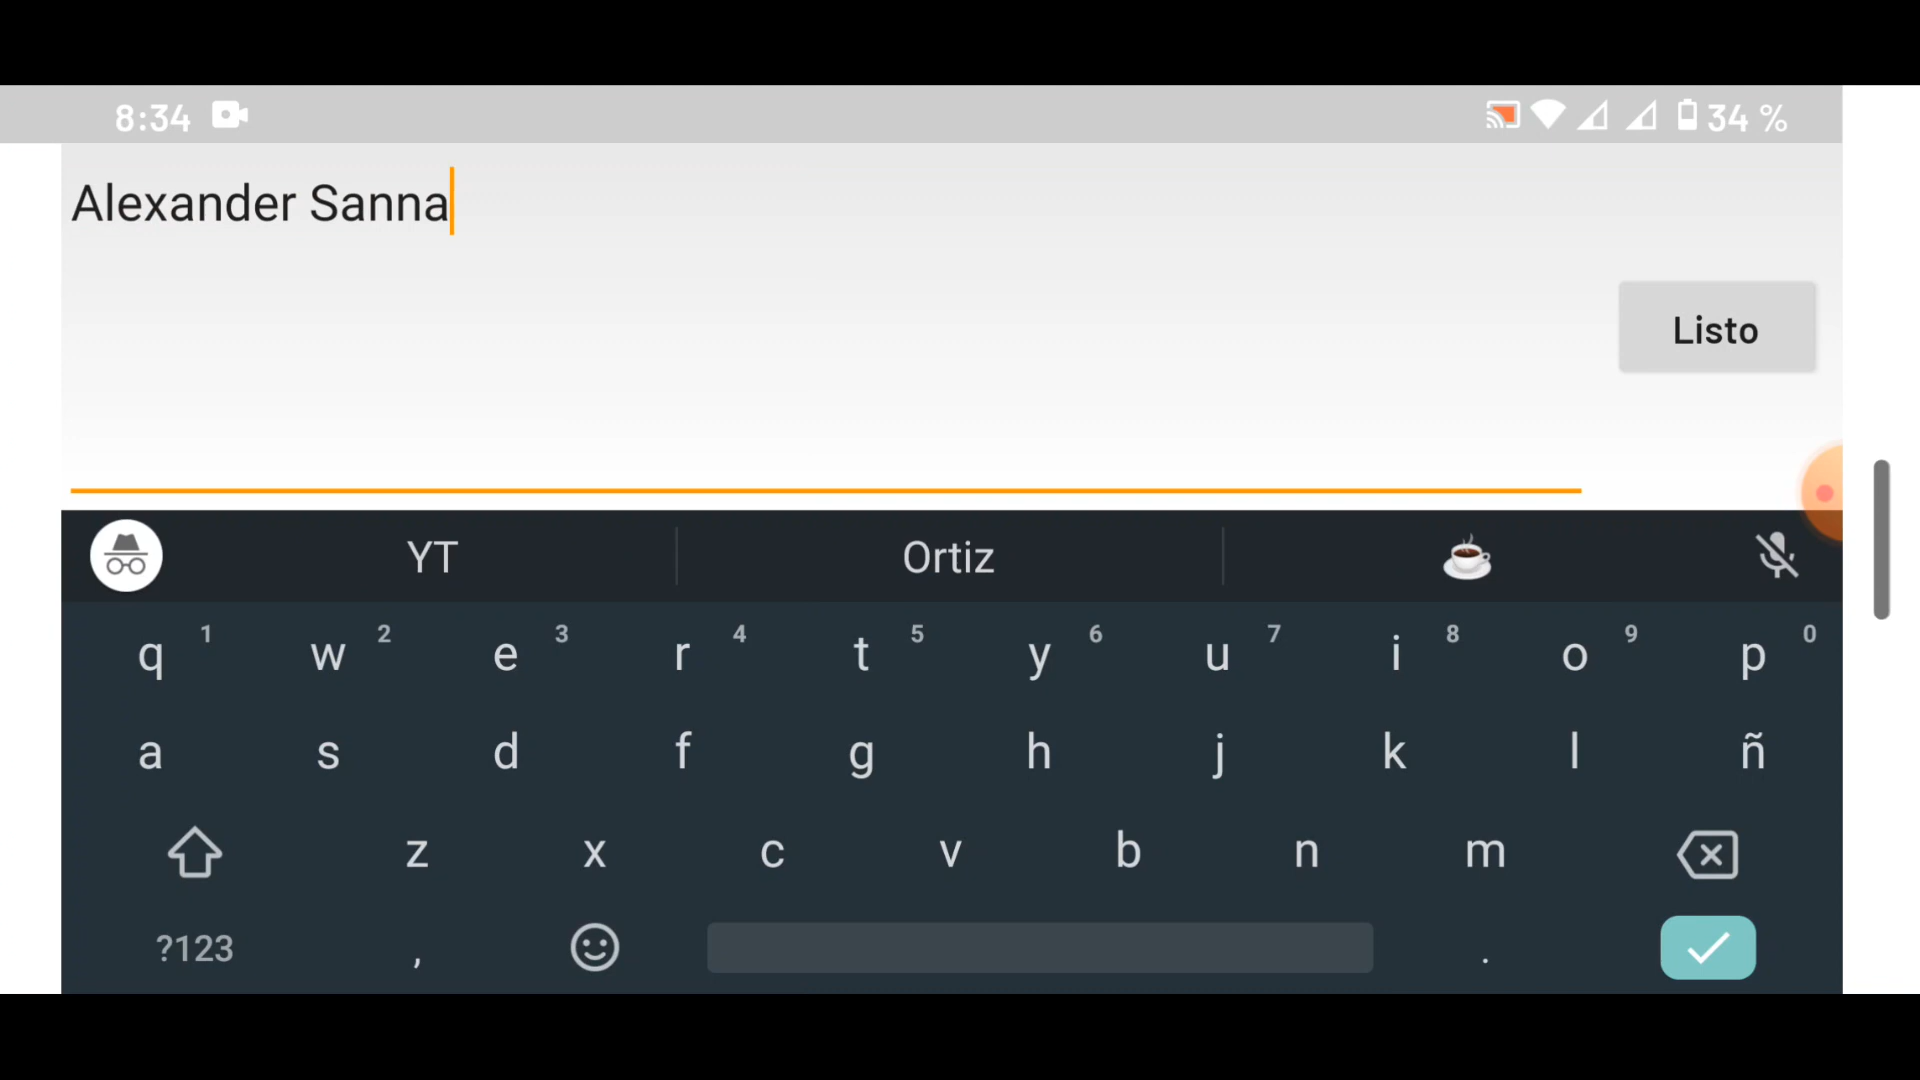 8:34 34 %
Alexander Sanna
Listo
YT Ortiz
q 1 w 2 e 3 r 4 t 5 y 6 u 7 i 8 o 9 p 0
a s d f g h j k l ñ
z x c v b n m
?123 , .